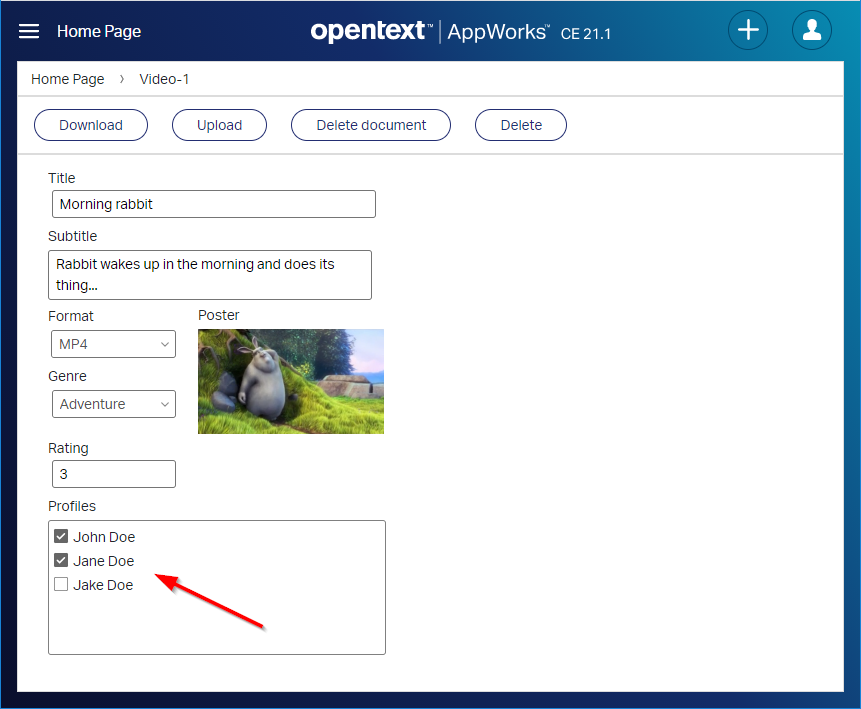 Home Page
opentext™ | AppWorks™ CE 21.1
Home Page › Video-1
Download Upload Delete document Delete
Title
Morning rabbit
Subtitle
Rabbit wakes up in the morning and does its
thing...
Format
MP4
Poster
Genre
Adventure
Rating
3
Profiles
John Doe
Jane Doe
Jake Doe